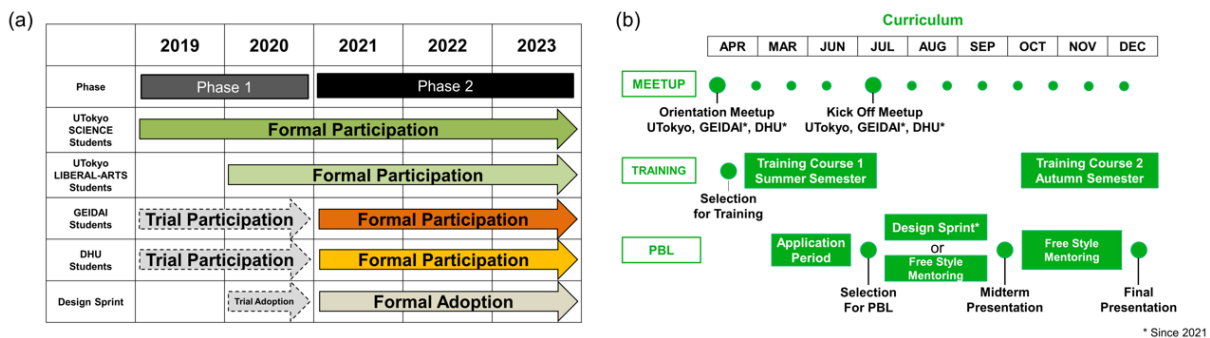 (a)
2019 2020 2021 2022 2023
Phase
Phase 1
Phase 2
UTokyo
SCIENCE
Students
Formal Participation
UTokyo
LIBERAL-ARTS
Students
Formal Participation
GEIDAI
Students
Trial Participation
Formal Participation
DHU
Students
Trial Participation
Formal Participation
Design Sprint
Trial Adoption
Formal Adoption
(b)
Curriculum
APR MAR JUN JUL AUG SEP OCT NOV DEC
MEETUP
Orientation Meetup
UTokyo, GEIDAI*, DHU*
Kick Off Meetup
UTokyo, GEIDAI*, DHU*
TRAINING
Selection
for Training
Training Course 1
Summer Semester
Training Course 2
Autumn Semester
PBL
Application
Period
Selection
For PBL
Design Sprint*
or
Free Style
Mentoring
Midterm
Presentation
Free Style
Mentoring
Final
Presentation
* Since 2021